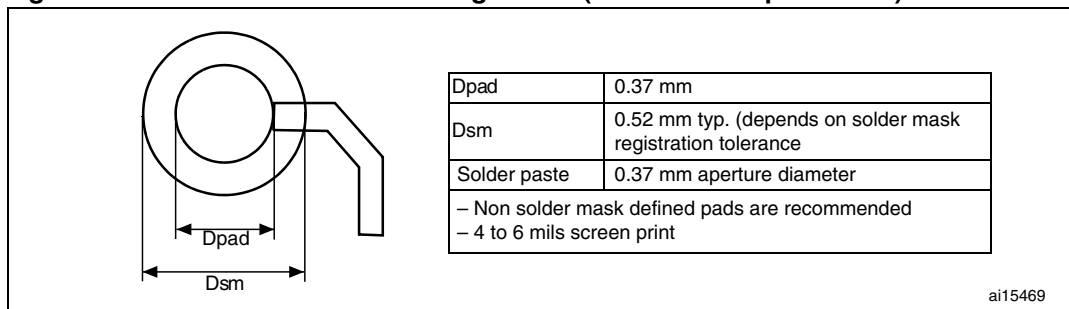 Dpad
Dsm
Dpad 0.37 mm
Dsm 0.52 mm typ. (depends on solder mask
registration tolerance
Solder paste 0.37 mm aperture diameter
– Non solder mask defined pads are recommended
– 4 to 6 mils screen print
ai15469